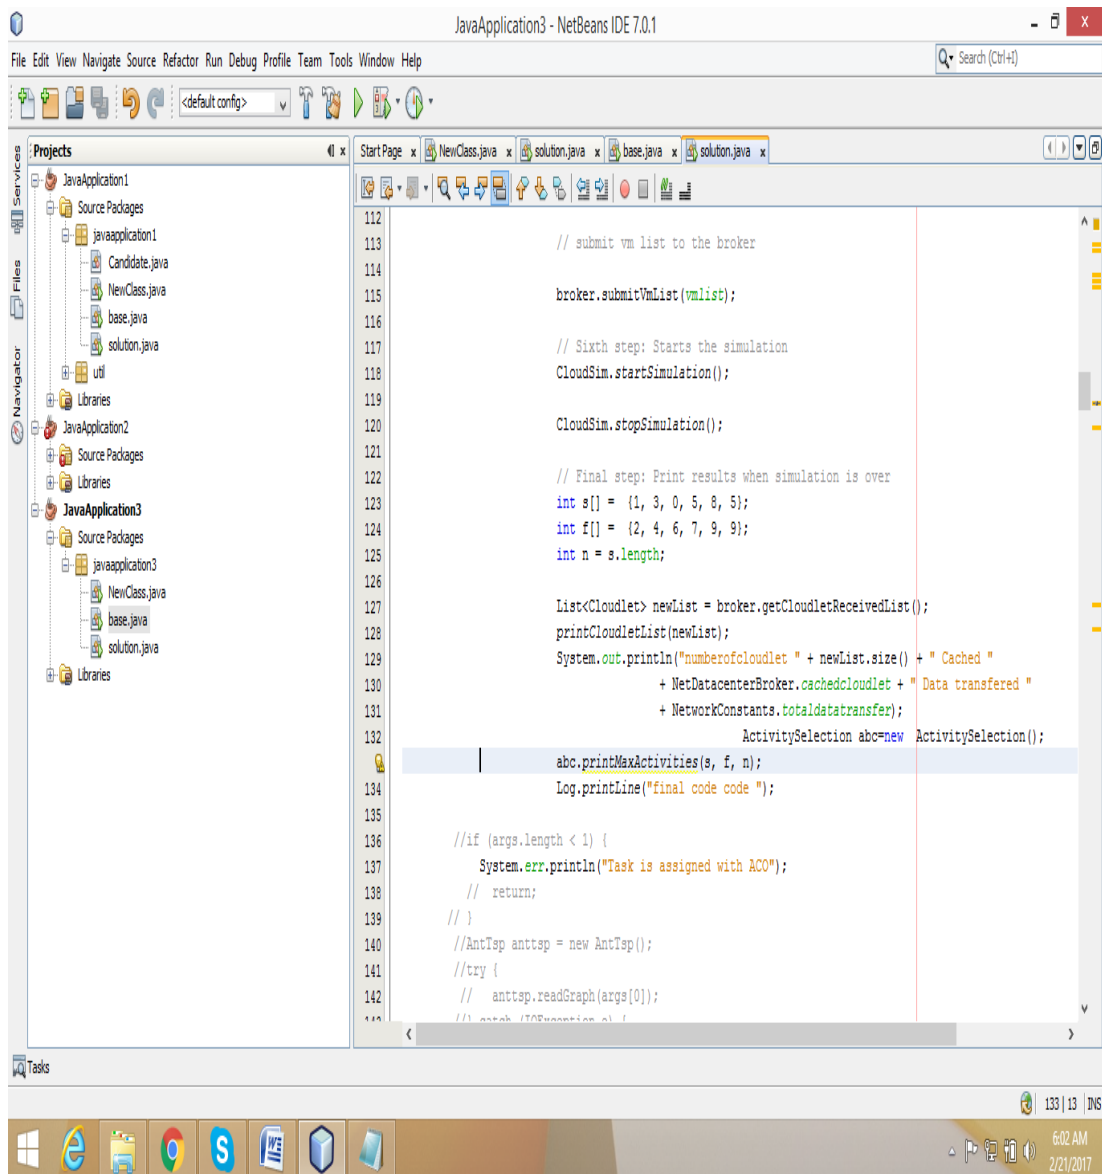 JavaApplication3 - NetBeans IDE 7.0.1
X
File Edit View Navigate Source Refactor Run Debug Profile Team Tools Window Help
Search (Ctrl+I)
<default config>
Services
Files
Navigator
Projects
JavaApplication1
Source Packages
javaapplication1
Candidate.java
NewClass.java
base.java
solution.java
util
Libraries
JavaApplication2
Source Packages
Libraries
JavaApplication3
Source Packages
javaapplication3
NewClass.java
base.java
solution.java
Libraries
Start Page x NewClass.java x solution.java x base.java x solution.java x
112
113 // submit vm list to the broker
114
115 broker.submitVmList(vmlist);
116
117 // Sixth step: Starts the simulation
118 CloudSim.startSimulation();
119
120 CloudSim.stopSimulation();
121
122 // Final step: Print results when simulation is over
123 int s[] = {1, 3, 0, 5, 8, 5};
124 int f[] = {2, 4, 6, 7, 9, 9};
125 int n = s.length;
126
127 List<Cloudlet> newList = broker.getCloudletReceivedList();
128 printCloudletList(newList);
129 System.out.println("numberofcloudlet " + newList.size() + " Cached "
130 + NetDatacenterBroker.cachedcloudlet + " Data transfered "
131 + NetworkConstants.totaldatatransfer);
132 ActivitySelection abc=new ActivitySelection();
abc.printMaxActivities(s, f, n);
134 Log.printLine("final code code ");
135
136 //if (args.length < 1) {
137 System.err.println("Task is assigned with ACO");
138 // return;
139 // }
140 //AntTsp anttsp = new AntTsp();
141 //try {
142 // anttsp.readGraph(args[0]);
143 //} catch (IOException e) {
Tasks
133 | 13 INS
6:02 AM
2/21/2017